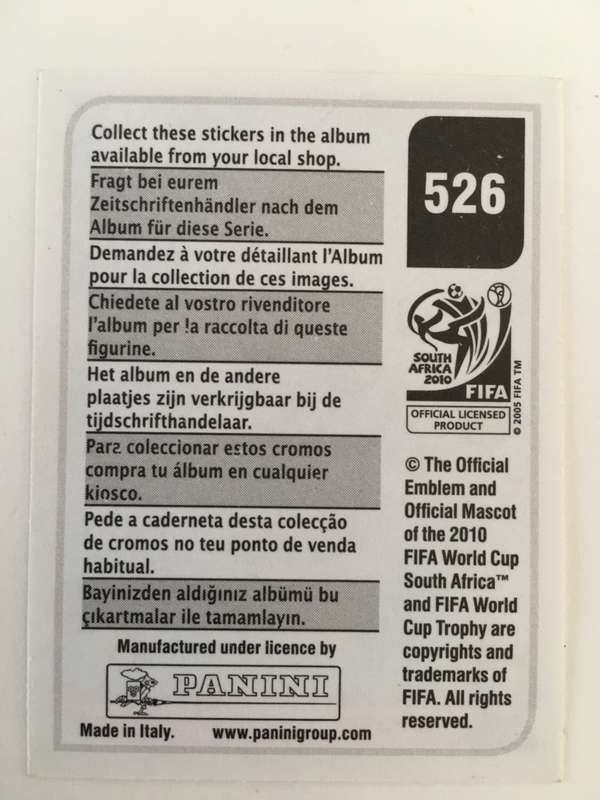 Collect these stickers in the album
available from your local shop.
Fragt bei eurem
Zeitschriftenhändler nach dem
Album für diese Serie.
Demandez à votre détaillant l'Album
pour la collection de ces images.
Chiedete al vostro rivenditore
l'album per la raccolta di queste
figurine.
Het album en de andere
plaatjes zijn verkrijgbaar bij de
tijdschrifthandelaar.
Para coleccionar estos cromos
compra tu álbum en cualquier
kiosco.
Pede a caderneta desta colecção
de cromos no teu ponto de venda
habitual.
Bayinizden aldığınız albümü bu
çıkartmalar ile tamamlayın.
Manufactured under licence by
PANINI
Made in Italy. www.paninigroup.com
526
SOUTH
AFRICA
2010
FIFA
OFFICIAL LICENSED
PRODUCT
© 2005 FIFA TM
© The Official
Emblem and
Official Mascot
of the 2010
FIFA World Cup
South Africa™
and FIFA World
Cup Trophy are
copyrights and
trademarks of
FIFA. All rights
reserved.